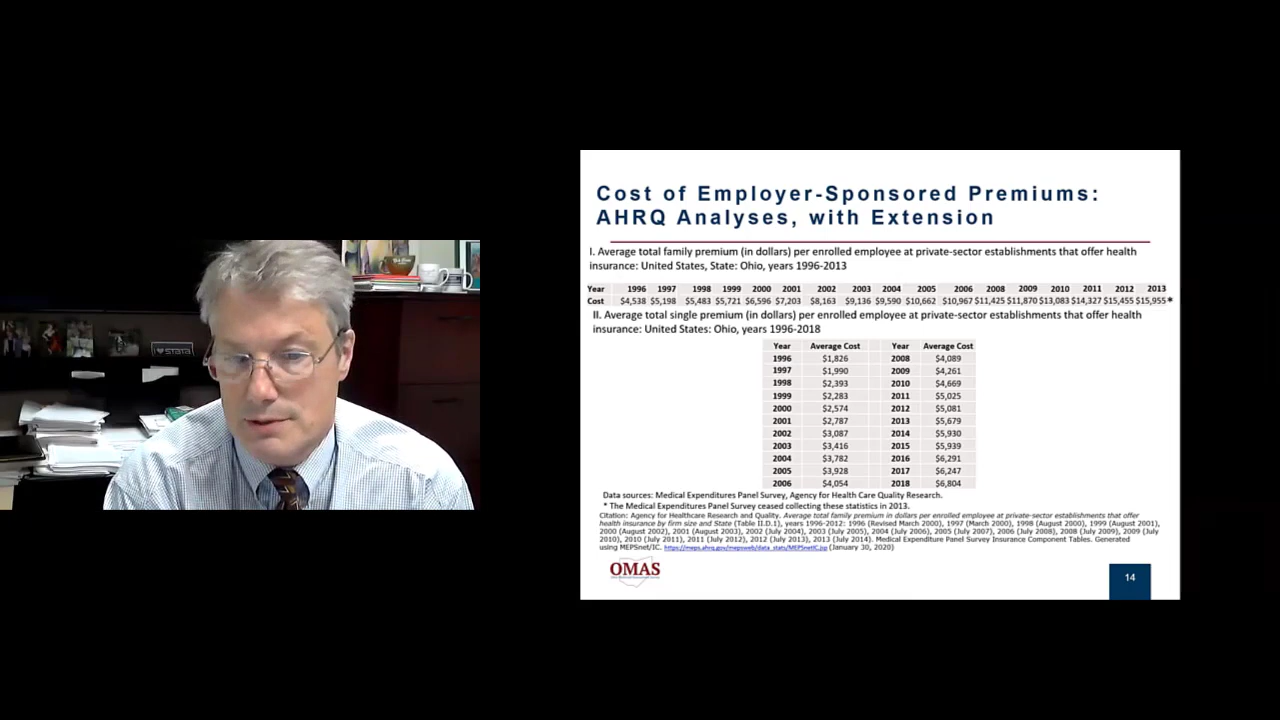 Cost of Employer-Sponsored Premiums:
AHRQ Analyses, with Extension
I. Average total family premium (in dollars) per enrolled employee at private-sector establishments that offer health
insurance: United States, State: Ohio, years 1996-2013
Year 1996 1997 1998 1999 2000 2001 2002 2003 2004 2005 2006 2008 2009 2010 2011 2012 2013
Cost $4,538 $5,198 $5,483 $5,721 $6,596 $7,203 $8,163 $9,136 $9,590 $10,662 $10,967 $11,425 $11,870 $13,083 $14,327 $15,455 $15,955*
II. Average total single premium (in dollars) per enrolled employee at private-sector establishments that offer health
insurance: United States: Ohio, years 1996-2018
Year Average Cost Year Average Cost
1996 $1,826 2008 $4,089
1997 $1,990 2009 $4,261
1998 $2,393 2010 $4,669
1999 $2,283 2011 $5,025
2000 $2,574 2012 $5,081
2001 $2,787 2013 $5,679
2002 $3,087 2014 $5,930
2003 $3,416 2015 $5,939
2004 $3,782 2016 $6,291
2005 $3,928 2017 $6,247
2006 $4,054 2018 $6,804
Data sources: Medical Expenditures Panel Survey, Agency for Health Care Quality Research.
* The Medical Expenditures Panel Survey ceased collecting these statistics in 2013.
Citation: Agency for Healthcare Research and Quality. Average total family premium in dollars per enrolled employee at private-sector establishments that offer
health insurance by firm size and State (Table II.D.1), years 1996-2012: 1996 (Revised March 2000), 1997 (March 2000), 1998 (August 2000), 1999 (August 2001),
2000 (August 2002), 2001 (August 2003), 2002 (July 2004), 2003 (July 2005), 2004 (July 2006), 2005 (July 2007), 2006 (July 2008), 2008 (July 2009), 2009 (July
2010), 2010 (July 2011), 2011 (July 2012), 2012 (July 2013), 2013 (July 2014). Medical Expenditure Panel Survey Insurance Component Tables. Generated
using MEPSnet/IC. https://meps.ahrq.gov/mepsweb/data_stats/MEPSnetIC.jsp (January 30, 2020)
OMAS
14